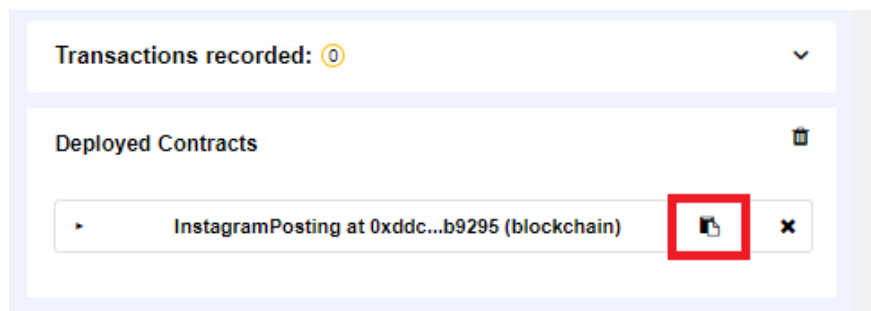 Transactions recorded: 0
Deployed Contracts
InstagramPosting at 0xddc...b9295 (blockchain)